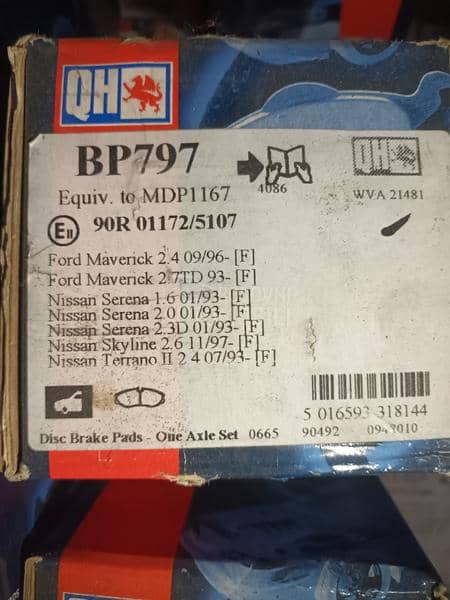 QH
BP797
4086
QH
Equiv. to MDP1167
WVA 21481
E11 90R 01172/5107
Ford Maverick 2.4 09/96- [F]
Ford Maverick 2.7TD 93- [F]
Nissan Serena 1.6 01/93- [F]
Nissan Serena 2.0 01/93- [F]
Nissan Serena 2.3D 01/93- [F]
Nissan Skyline 2.6 11/97- [F]
Nissan Terrano II 2.4 07/93- [F]
5 016593 318144
Disc Brake Pads - One Axle Set 0665
90492